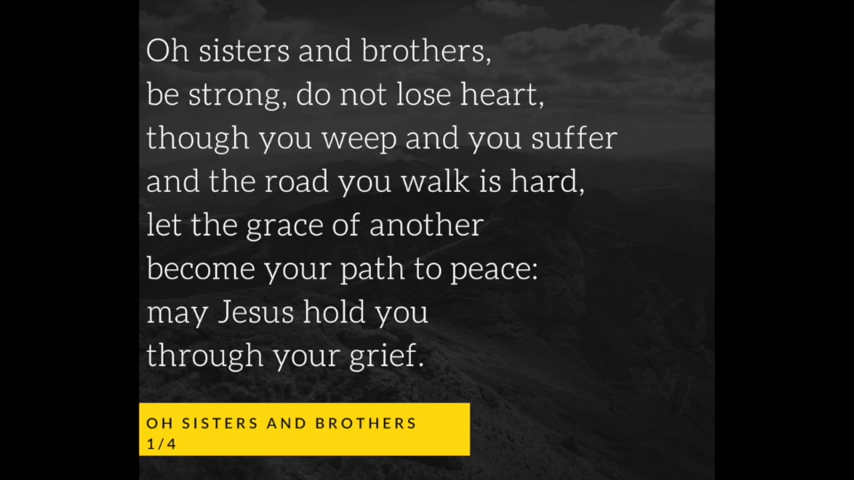 Oh sisters and brothers,
be strong, do not lose heart,
though you weep and you suffer
and the road you walk is hard,
let the grace of another
become your path to peace:
may Jesus hold you
through your grief.
OH SISTERS AND BROTHERS
1/4